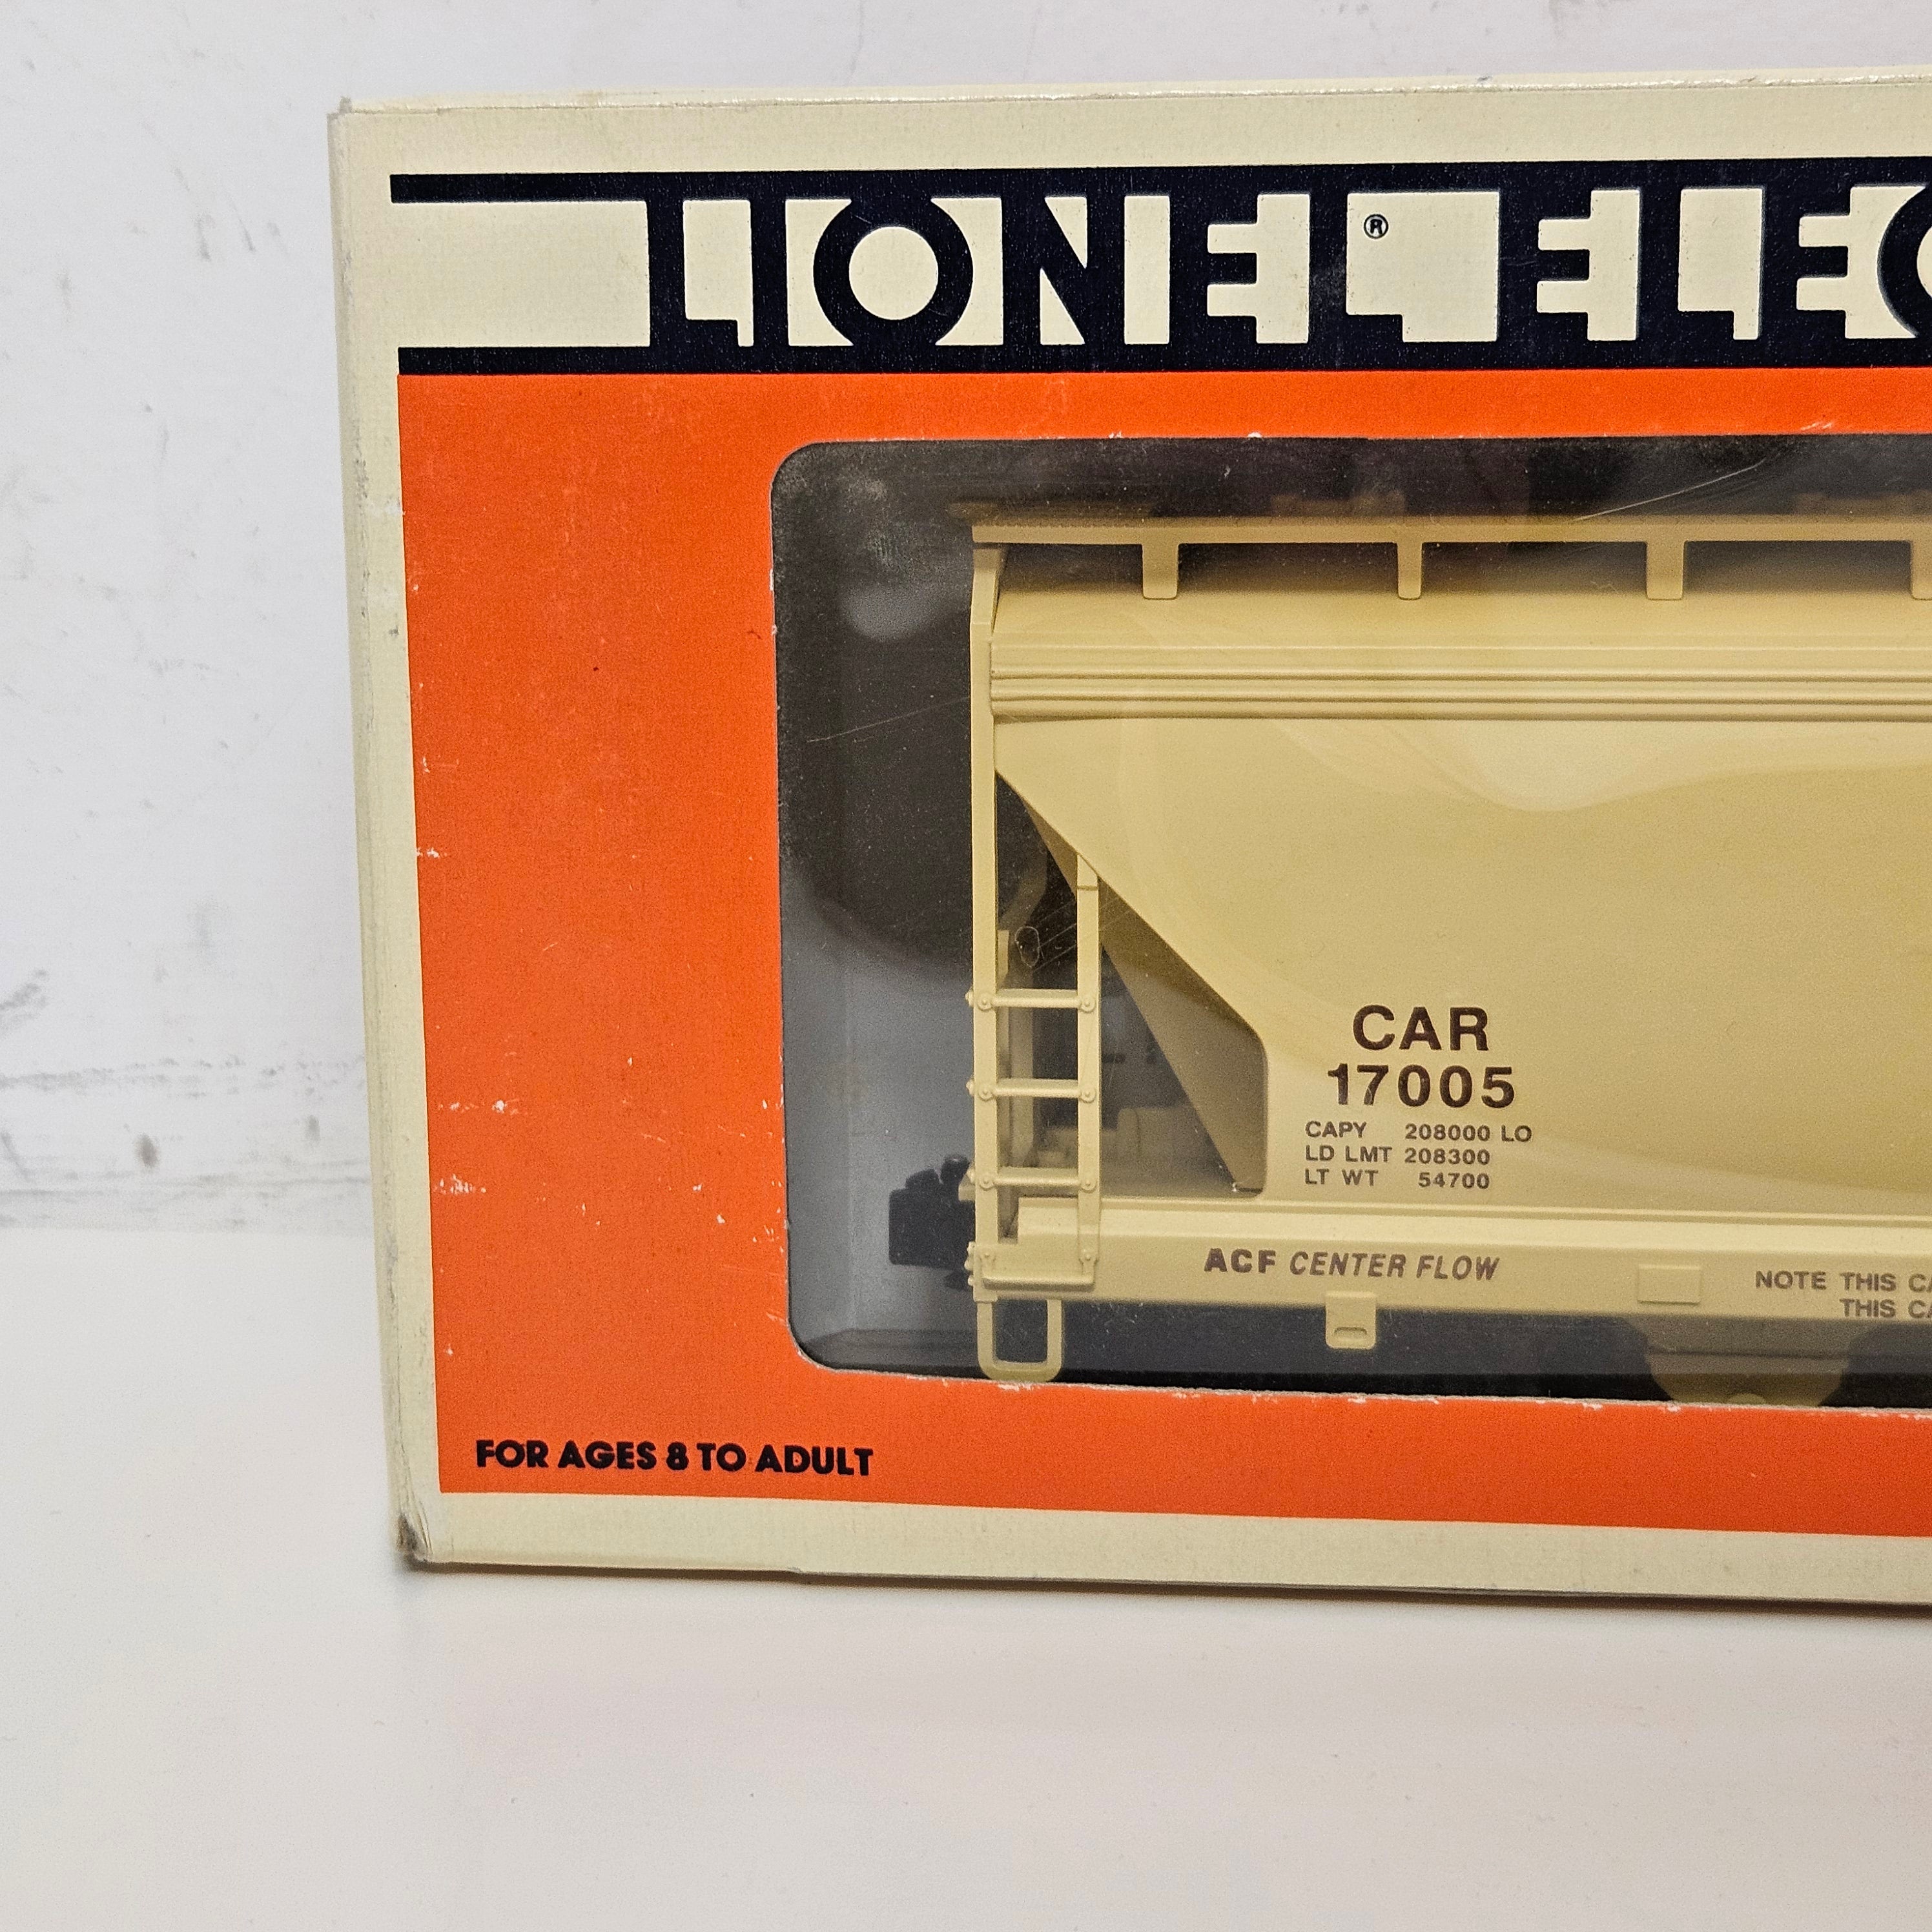 LIONEL® ELEC
CAR
17005
CAPY 208000 LO
LD LMT 208300
LT WT 54700
ACF CENTER FLOW
NOTE THIS CA
THIS CA
FOR AGES 8 TO ADULT